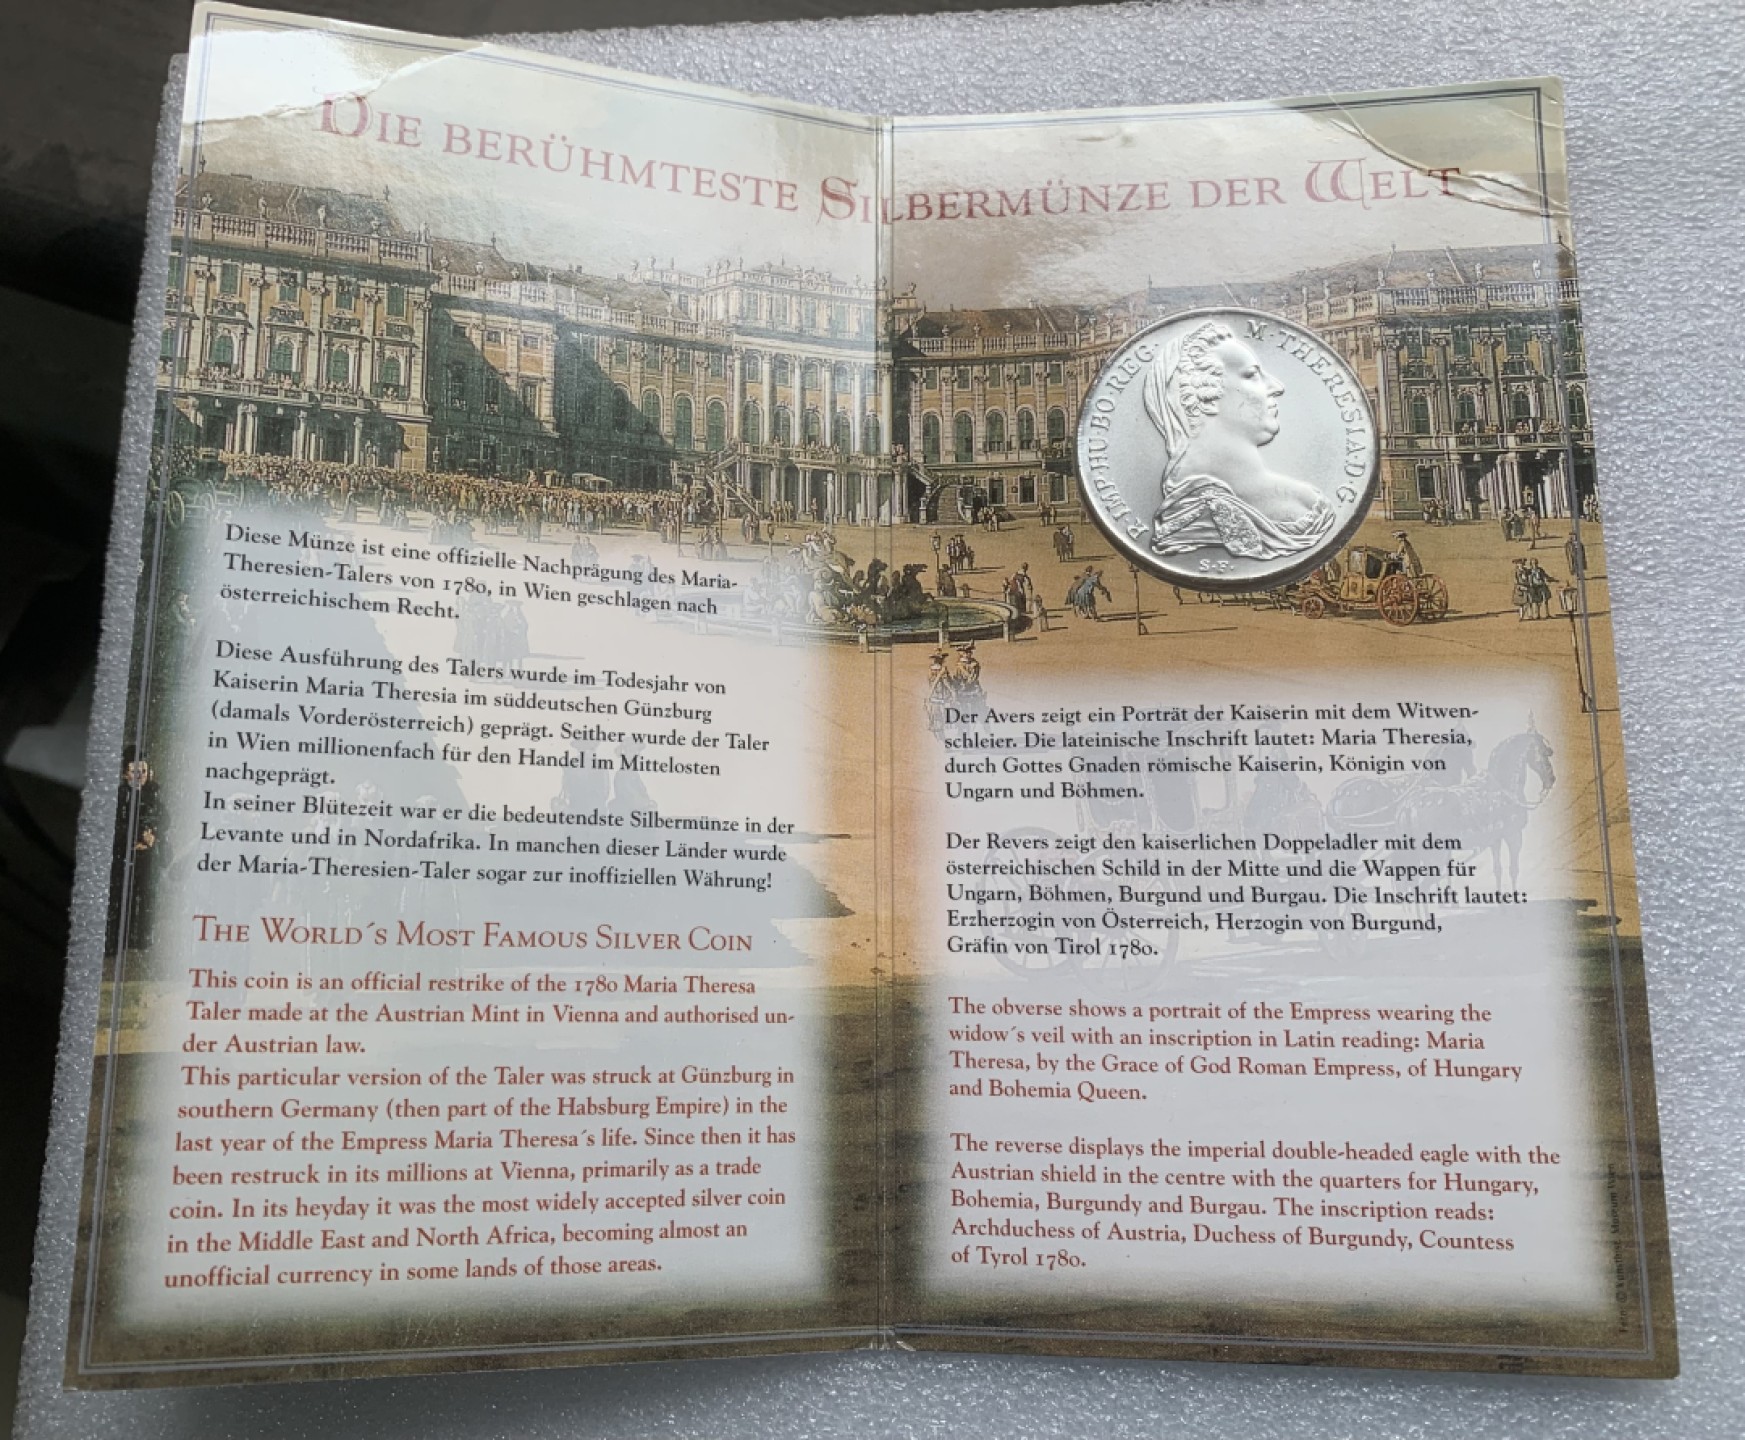 DIE BERÜHMTESTE SILBERMÜNZE DER WELT
Diese Münze ist eine offizielle Nachprägung des Maria-
Theresien-Talers von 1780, in Wien geschlagen nach
österreichischem Recht.
Diese Ausführung des Talers wurde im Todesjahr von
Kaiserin Maria Theresia im süddeutschen Günzburg
(damals Vorderösterreich) geprägt. Seither wurde der Taler
in Wien millionenfach für den Handel im Mittelosten
nachgeprägt.
In seiner Blütezeit war er die bedeutendste Silbermünze in der
Levante und in Nordafrika. In manchen dieser Länder wurde
der Maria-Theresien-Taler sogar zur inoffiziellen Währung!
THE WORLD´S MOST FAMOUS SILVER COIN
This coin is an official restrike of the 1780 Maria Theresa
Taler made at the Austrian Mint in Vienna and authorised un-
der Austrian law.
This particular version of the Taler was struck at Günzburg in
southern Germany (then part of the Habsburg Empire) in the
last year of the Empress Maria Theresa´s life. Since then it has
been restruck in its millions at Vienna, primarily as a trade
coin. In its heyday it was the most widely accepted silver coin
in the Middle East and North Africa, becoming almost an
unofficial currency in some lands of those areas.
M·THERESIA·D·G·
R·IMP·HU·BO·REG·
S·F·
Der Avers zeigt ein Porträt der Kaiserin mit dem Witwen-
schleier. Die lateinische Inschrift lautet: Maria Theresia,
durch Gottes Gnaden römische Kaiserin, Königin von
Ungarn und Böhmen.
Der Revers zeigt den kaiserlichen Doppeladler mit dem
österreichischen Schild in der Mitte und die Wappen für
Ungarn, Böhmen, Burgund und Burgau. Die Inschrift lautet:
Erzherzogin von Österreich, Herzogin von Burgund,
Gräfin von Tirol 1780.
The obverse shows a portrait of the Empress wearing the
widow´s veil with an inscription in Latin reading: Maria
Theresa, by the Grace of God Roman Empress, of Hungary
and Bohemia Queen.
The reverse displays the imperial double-headed eagle with the
Austrian shield in the centre with the quarters for Hungary,
Bohemia, Burgundy and Burgau. The inscription reads:
Archduchess of Austria, Duchess of Burgundy, Countess
of Tyrol 1780.